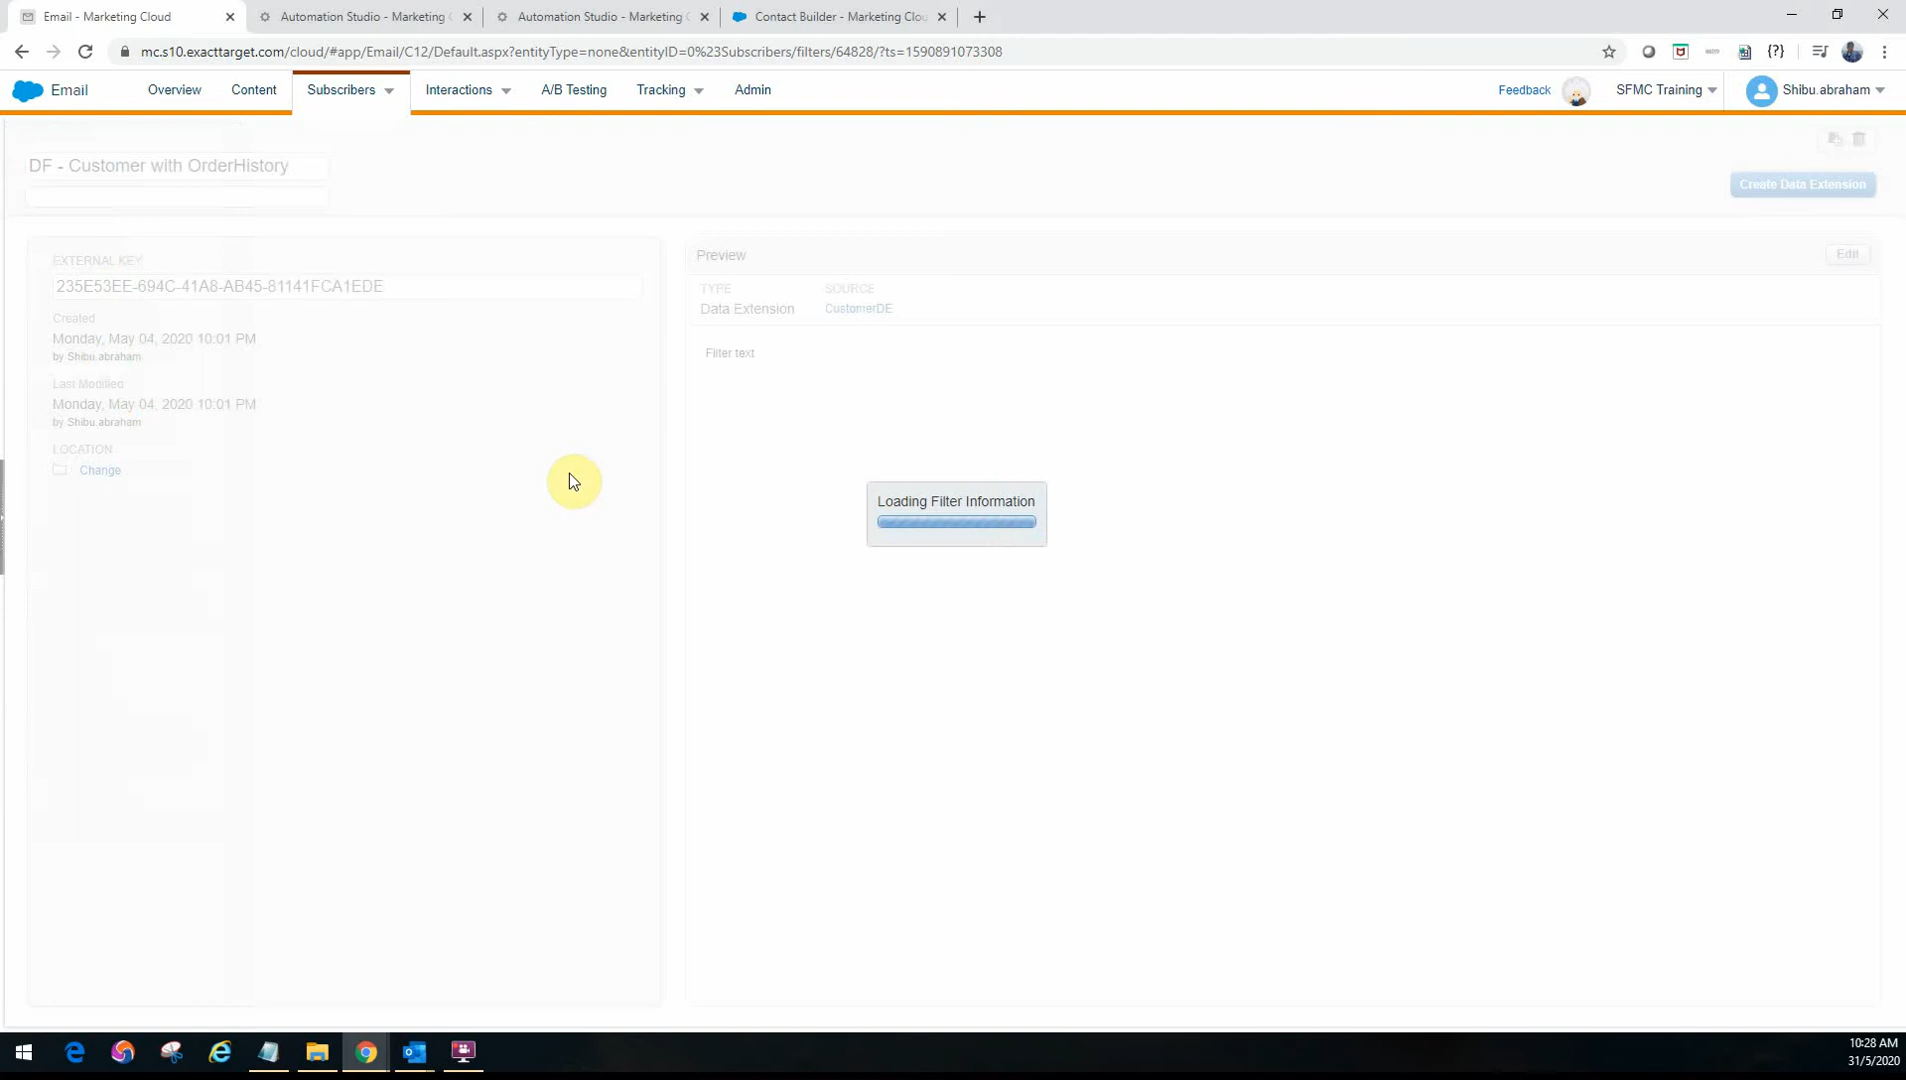 Email - Marketing Cloud
Automation Studio - Marketing C
Automation Studio - Marketing C
Contact Builder - Marketing Clou
mc.s10.exacttarget.com/cloud/#app/Email/C12/Default.aspx?entityType=none&entityID=0%23Subscribers/filters/64828/?ts=1590891073308
Email Overview Content Subscribers Interactions A/B Testing Tracking Admin Feedback SFMC Training Shibu.abraham
DF - Customer with OrderHistory
Create Data Extension
EXTERNAL KEY
235E53EE-694C-41A8-AB45-81141FCA1EDE
Created
Monday, May 04, 2020 10:01 PM
by Shibu.abraham
Last Modified
Monday, May 04, 2020 10:01 PM
by Shibu.abraham
LOCATION
Change
Preview
Edit
TYPE SOURCE
Data Extension CustomerDE
Filter text
Loading Filter Information
10:28 AM
31/5/2020